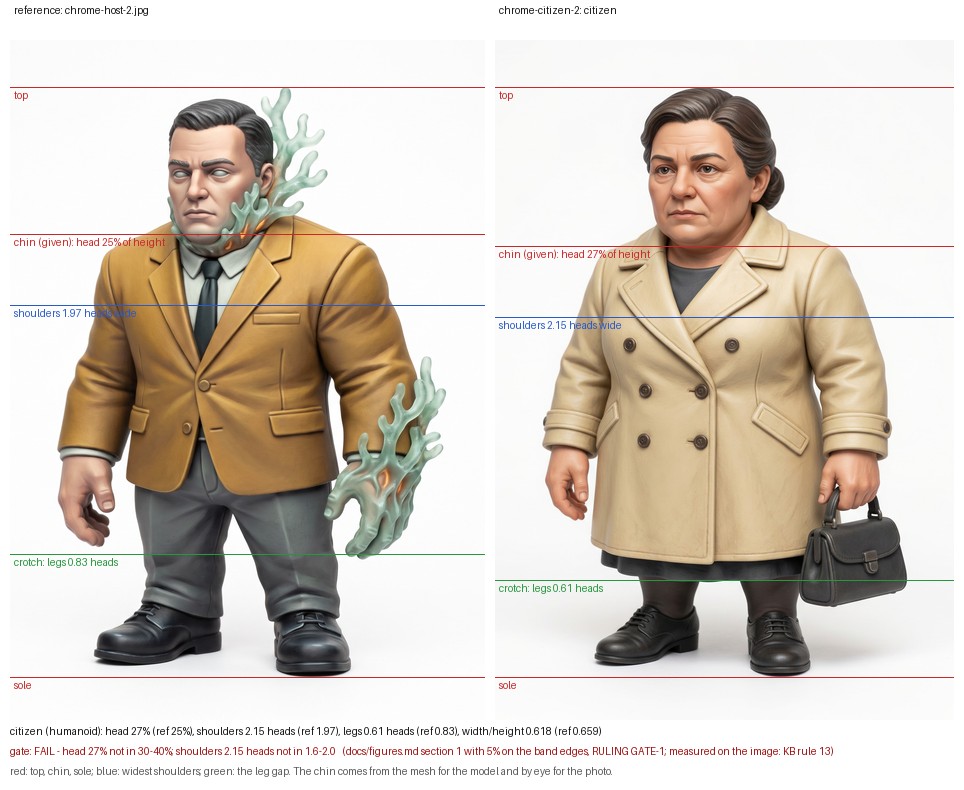 reference: chrome-host-2.jpg
chrome-citizen-2: citizen
top
top
chin (given): head 25% of height
chin (given): head 27% of height
shoulders 1.97 heads wide
shoulders 2.15 heads wide
crotch: legs 0.83 heads
crotch: legs 0.61 heads
sole
sole
citizen (humanoid): head 27% (ref 25%), shoulders 2.15 heads (ref 1.97), legs 0.61 heads (ref 0.83), width/height 0.618 (ref 0.659)
gate: FAIL - head 27% not in 30-40%; shoulders 2.15 heads not in 1.6-2.0 (docs/figures.md section 1 with 5% on the band edges, RULING GATE-1; measured on the image: KB rule 13)
red: top, chin, sole; blue: widest shoulders; green: the leg gap. The chin comes from the mesh for the model and by eye for the photo.